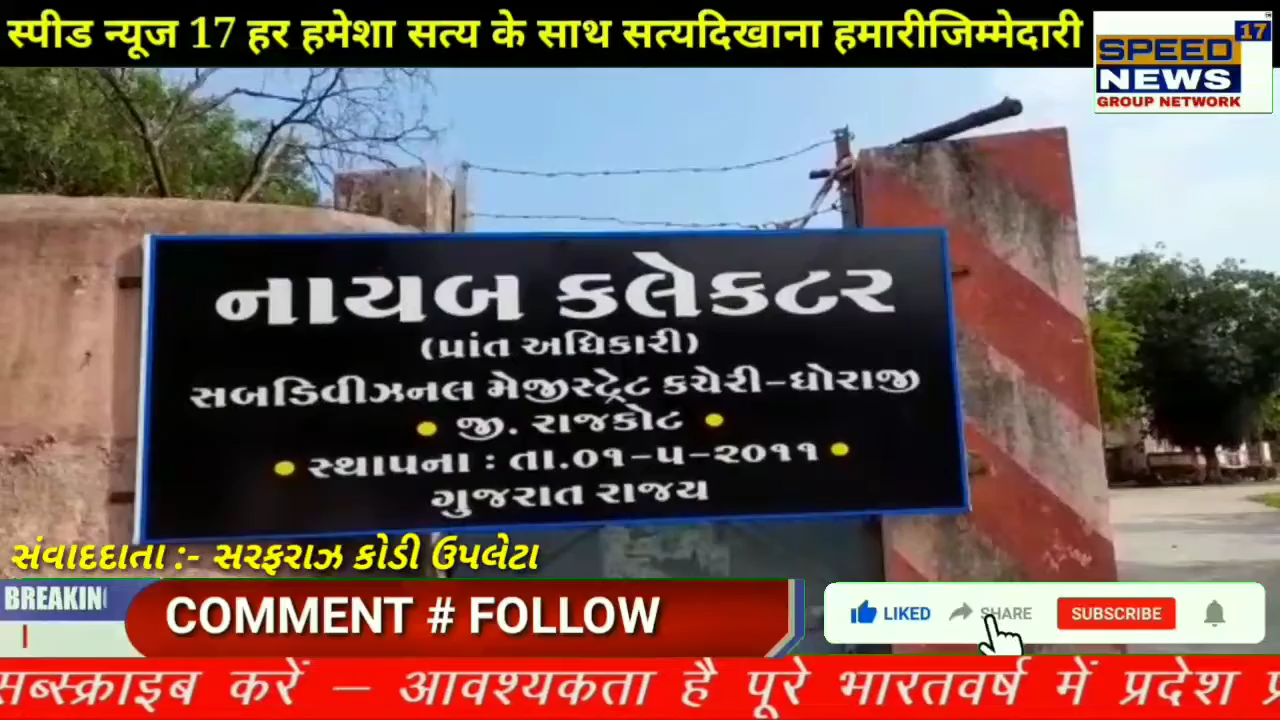 स्पीड न्यूज 17 हर हमेशा सत्य के साथ सत्यदिखाना हमारीजिम्मेदारी
SPEED 17
NEWS
GROUP NETWORK
નાયબ કલેકટર
(પ્રાંત અધિકારી)
સબડિવીઝનલ મેજીસ્ટ્રેટ કચેરી-ધોરાજી
• જી. રાજકોટ •
• સ્થાપના : તા.૦૧-૫-૨૦૧૧ •
ગુજરાત રાજય
સંવાદદાતા :- સરફરાઝ કોડી ઉપલેટા
COMMENT # FOLLOW
LIKED SHARE SUBSCRIBE
सब्स्क्राइब करें – आवश्यकता है पूरे भारतवर्ष में प्रदेश